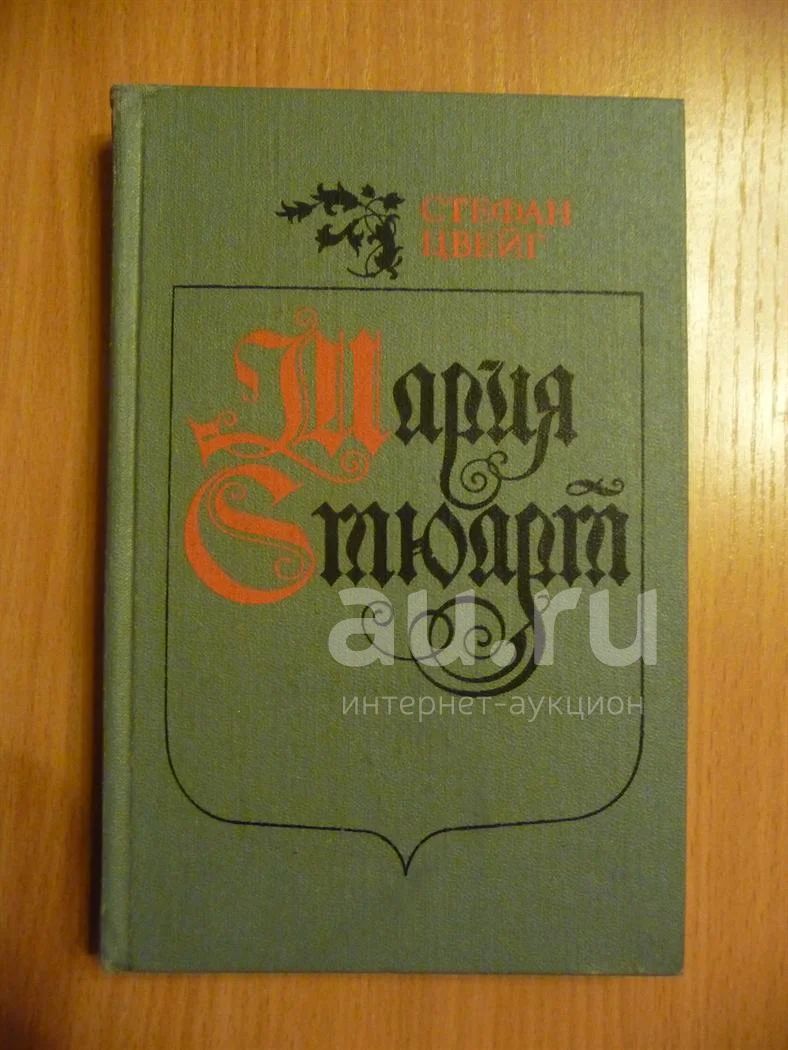 СТЕФАН
ЦВЕЙГ
Мария
Стюарт
au.ru
интернет-аукцион